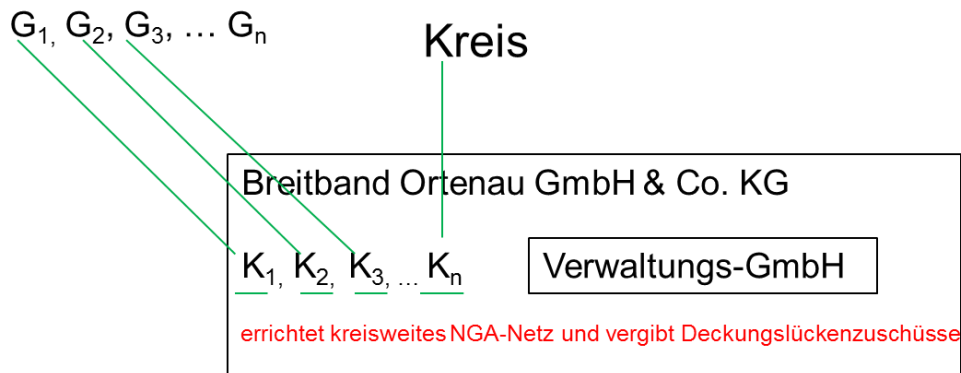 G1, G2, G3, … Gn
Kreis
Breitband Ortenau GmbH & Co. KG
K1, K2, K3, … Kn
Verwaltungs-GmbH
errichtet kreisweites NGA-Netz und vergibt Deckungslückenzuschüsse